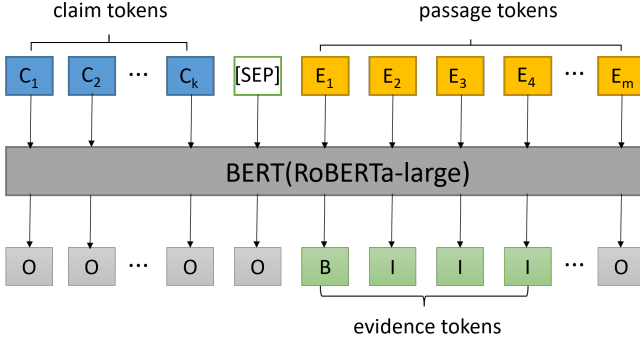 claim tokens passage tokens
C1 C2 ... Ck [SEP] E1 E2 E3 E4 ... Em
BERT(RoBERTa-large)
O O ... O O B I I I ... O
evidence tokens